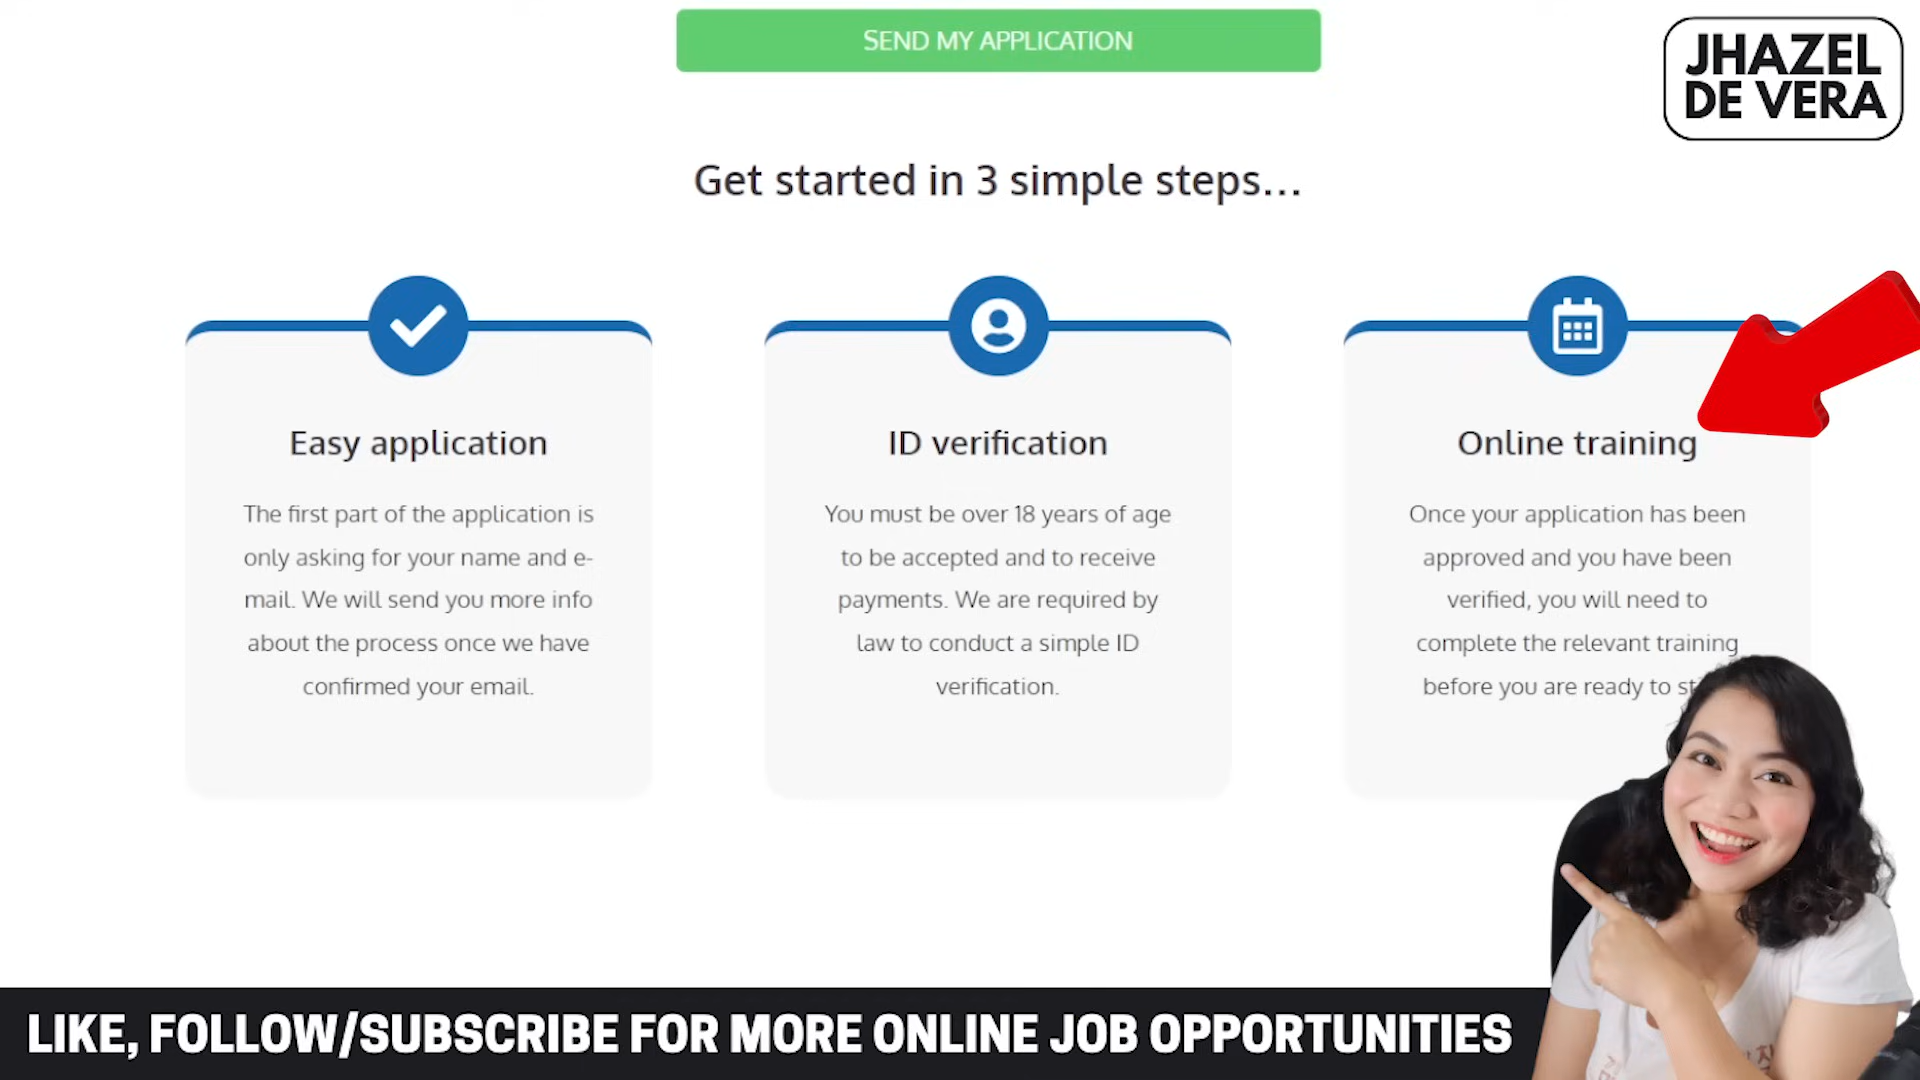 SEND MY APPLICATION
JHAZEL
DE VERA
Get started in 3 simple steps...
Easy application
The first part of the application is
only asking for your name and e-
mail. We will send you more info
about the process once we have
confirmed your email.
ID verification
You must be over 18 years of age
to be accepted and to receive
payments. We are required by
law to conduct a simple ID
verification.
Online training
Once your application has been
approved and you have been
verified, you will need to
complete the relevant training
before you are ready to
LIKE, FOLLOW/SUBSCRIBE FOR MORE ONLINE JOB OPPORTUNITIES